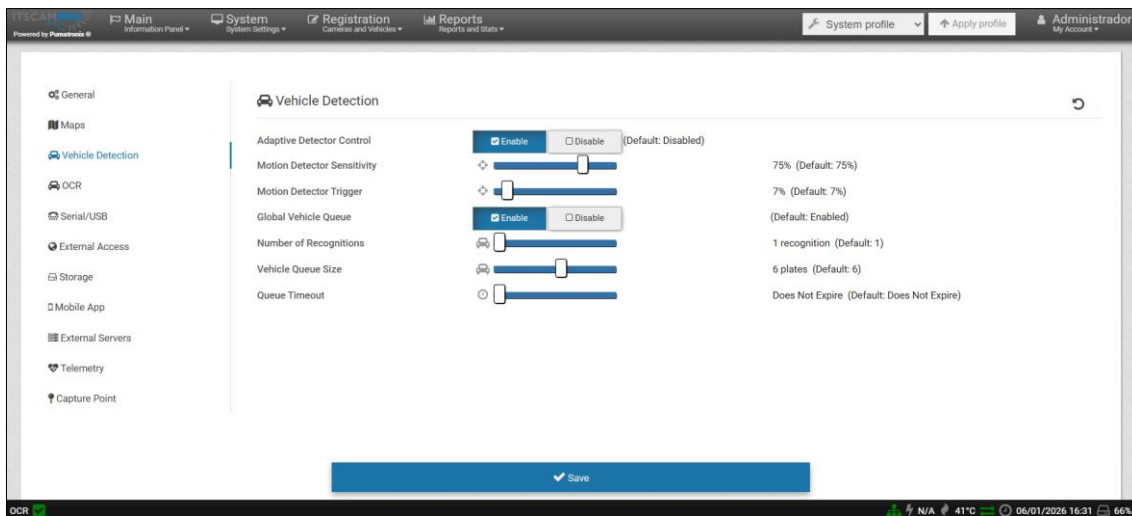 ITSCAMPRO
Powered by Pumatronix ®
Main
Information Panel
System
System Settings
Registration
Cameras and Vehicles
Reports
Reports and Stats
System profile
Apply profile
Administrador
My Account
General
Maps
Vehicle Detection
OCR
Serial/USB
External Access
Storage
Mobile App
External Servers
Telemetry
Capture Point
Vehicle Detection
Adaptive Detector Control Enable Disable (Default: Disabled)
Motion Detector Sensitivity 75% (Default: 75%)
Motion Detector Trigger 7% (Default: 7%)
Global Vehicle Queue Enable Disable (Default: Enabled)
Number of Recognitions 1 recognition (Default: 1)
Vehicle Queue Size 6 plates (Default: 6)
Queue Timeout Does Not Expire (Default: Does Not Expire)
Save
OCR N/A 41°C 06/01/2026 16:31 66%